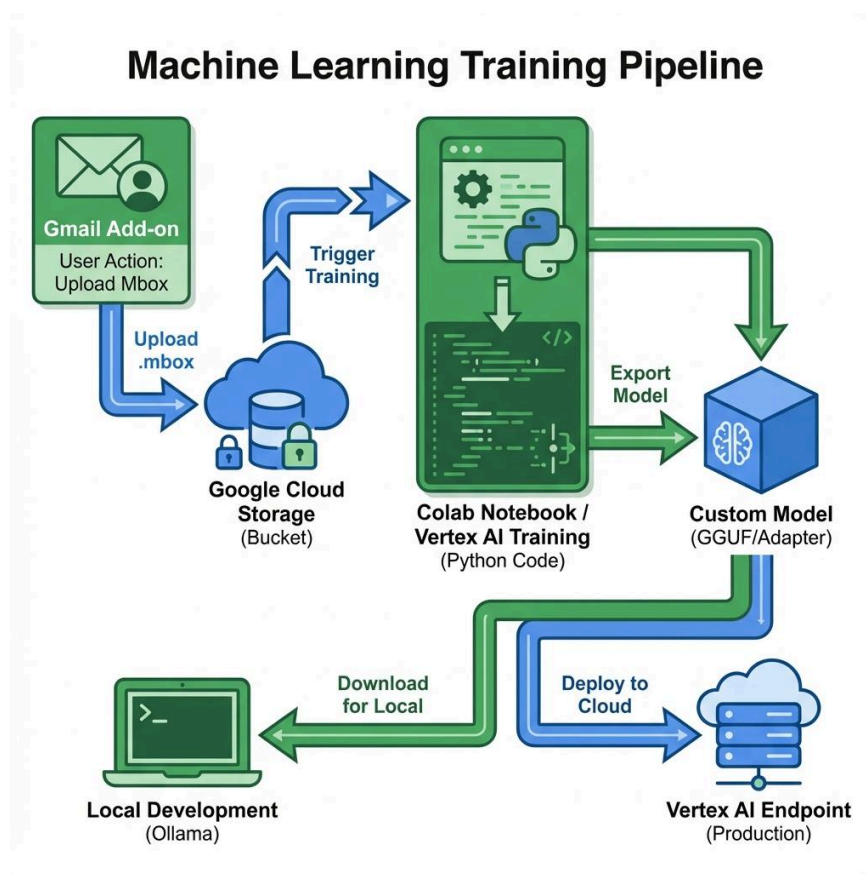 Machine Learning Training Pipeline
Gmail Add-on
User Action:
Upload Mbox
Upload
.mbox
Trigger
Training
Google Cloud
Storage
(Bucket)
</>
Colab Notebook /
Vertex AI Training
(Python Code)
Export
Model
Custom Model
(GGUF/Adapter)
Download
for Local
Deploy to
Cloud
>_
Local Development
(Ollama)
Vertex AI Endpoint
(Production)